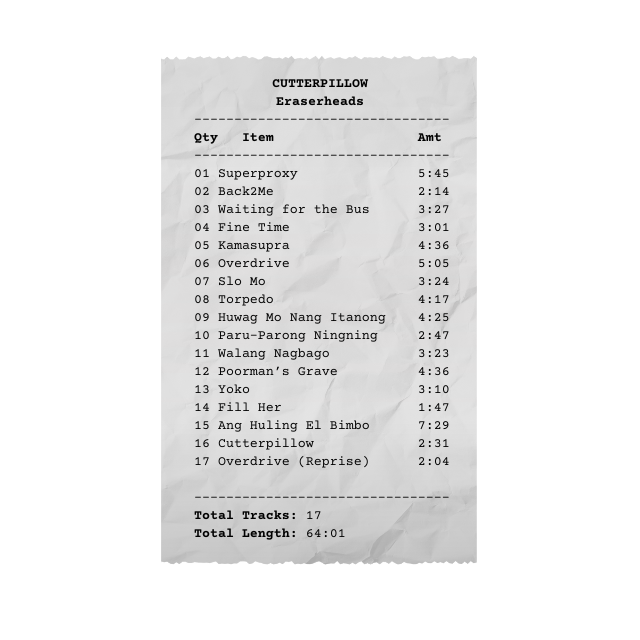 CUTTERPILLOW
Eraserheads
--------------------------------
Qty Item Amt
--------------------------------
01 Superproxy 5:45
02 Back2Me 2:14
03 Waiting for the Bus 3:27
04 Fine Time 3:01
05 Kamasupra 4:36
06 Overdrive 5:05
07 Slo Mo 3:24
08 Torpedo 4:17
09 Huwag Mo Nang Itanong 4:25
10 Paru-Parong Ningning 2:47
11 Walang Nagbago 3:23
12 Poorman’s Grave 4:36
13 Yoko 3:10
14 Fill Her 1:47
15 Ang Huling El Bimbo 7:29
16 Cutterpillow 2:31
17 Overdrive (Reprise) 2:04
--------------------------------
Total Tracks: 17
Total Length: 64:01